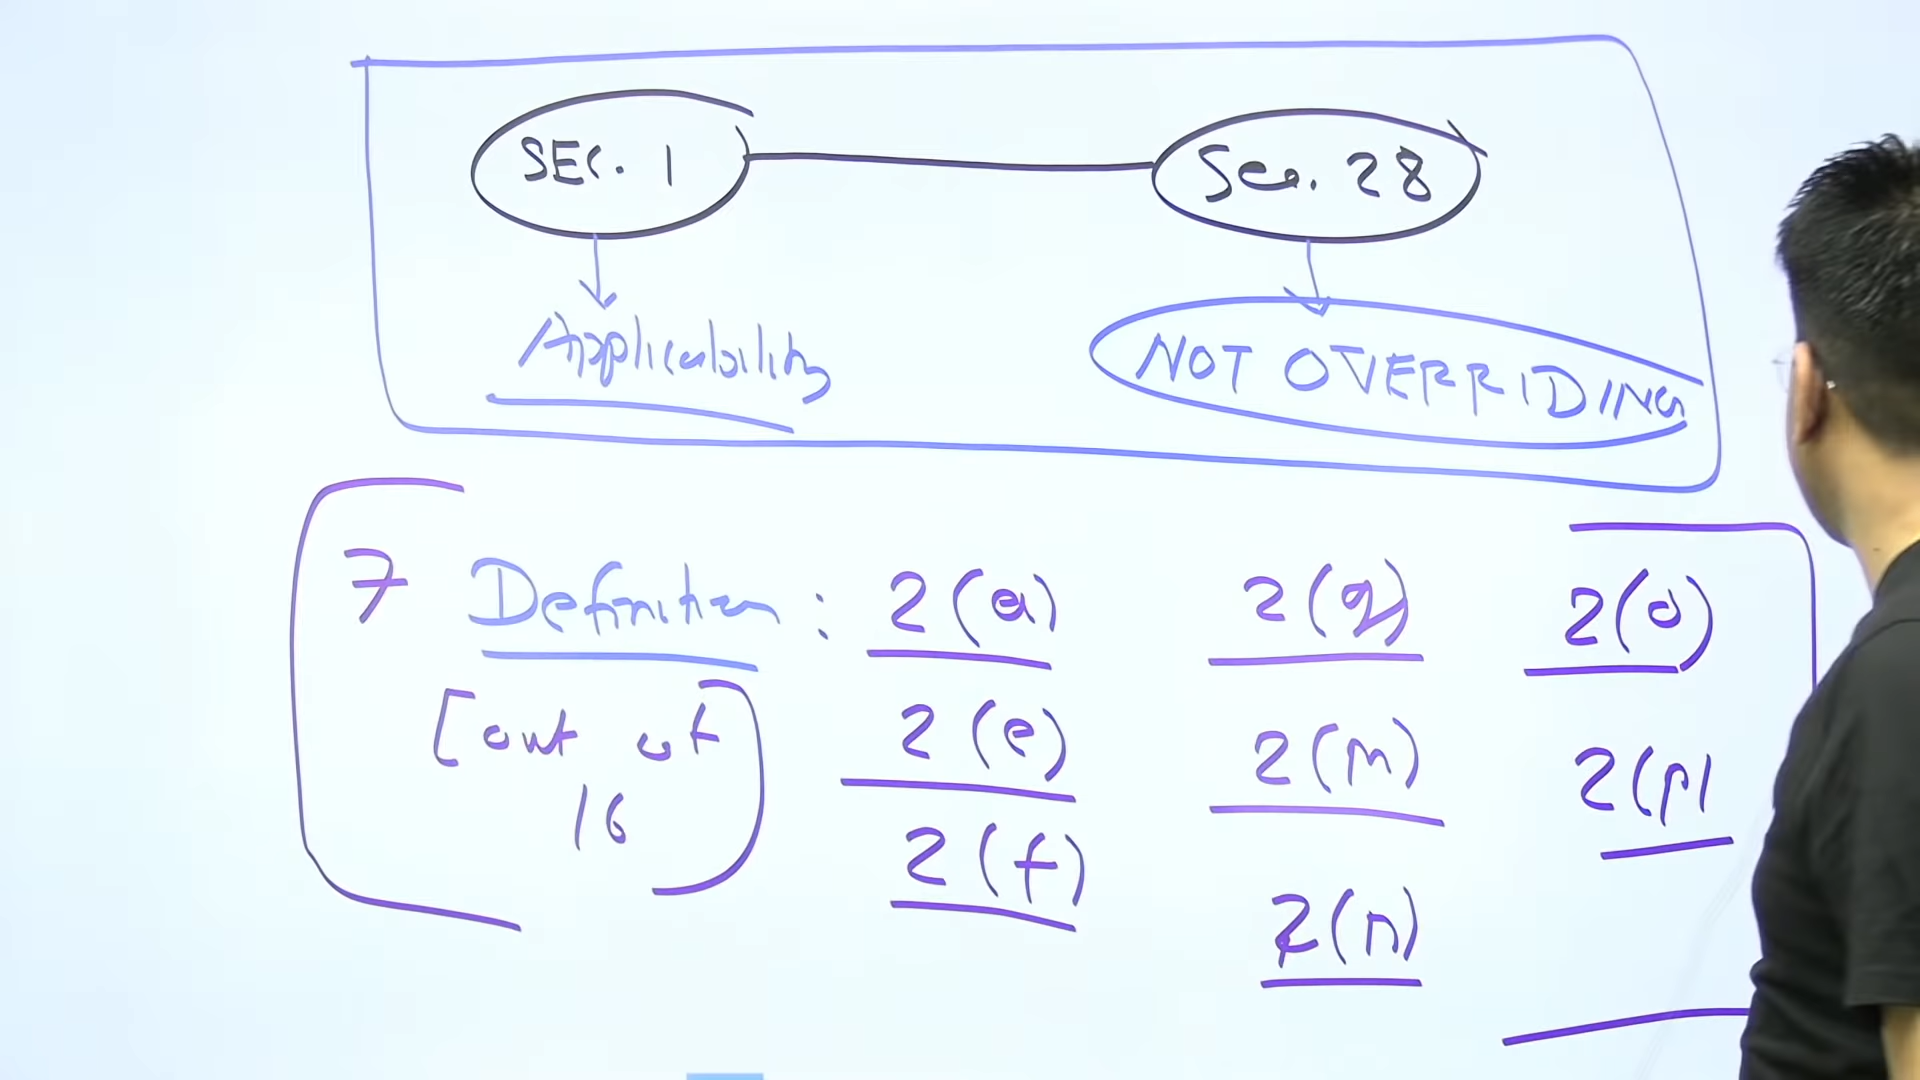 SEC. 1
Sec. 28
Applicability
NOT OVERRIDING
7 Definition : 2(a) 2(g) 2(o)
[out of 16] 2(e) 2(m) 2(p)
2(f) 2(n)